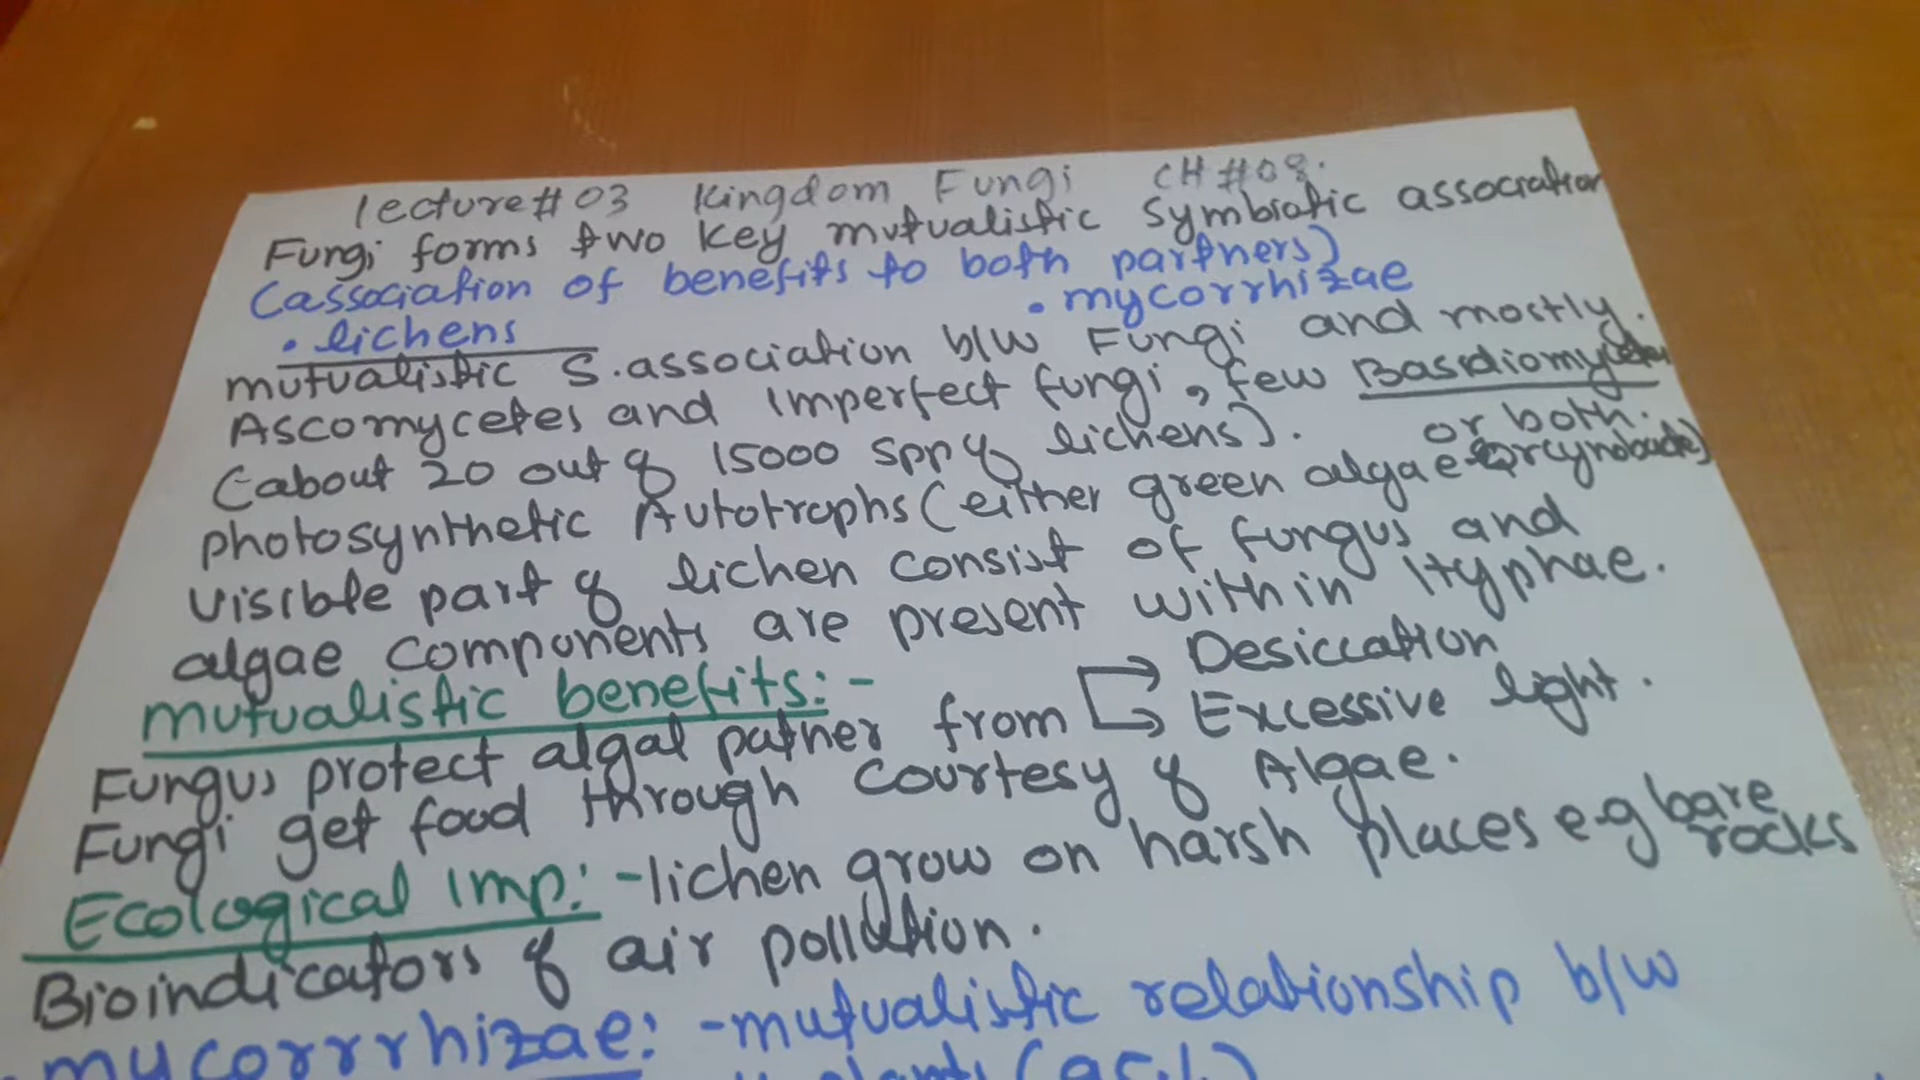 lecture# 03 Kingdom Fungi CH #08.
Fungi forms two key mutualistic symbiotic association
(association of benefits to both partners)
• lichens • mycorrhizae
mutualistic S.association b/w Fungi and mostly.
Ascomycetes and imperfect fungi, few Basidiomycetes
(about 20 out of 15000 spp of lichens). or both.
photosynthetic Autotrophs (either green algae or cynobacte)
Visible part of lichen consist of fungus and
algae components are present within Hyphae.
mutualistic benefits:-
Fungus protect algal patner from Desiccation
Excessive light.
Fungi get food through courtesy of Algae.
Ecological imp:-lichen grow on harsh places e.g bare rocks
Bioindicators of air pollution.
• mycorrrhizae:-mutualistic relationship b/w